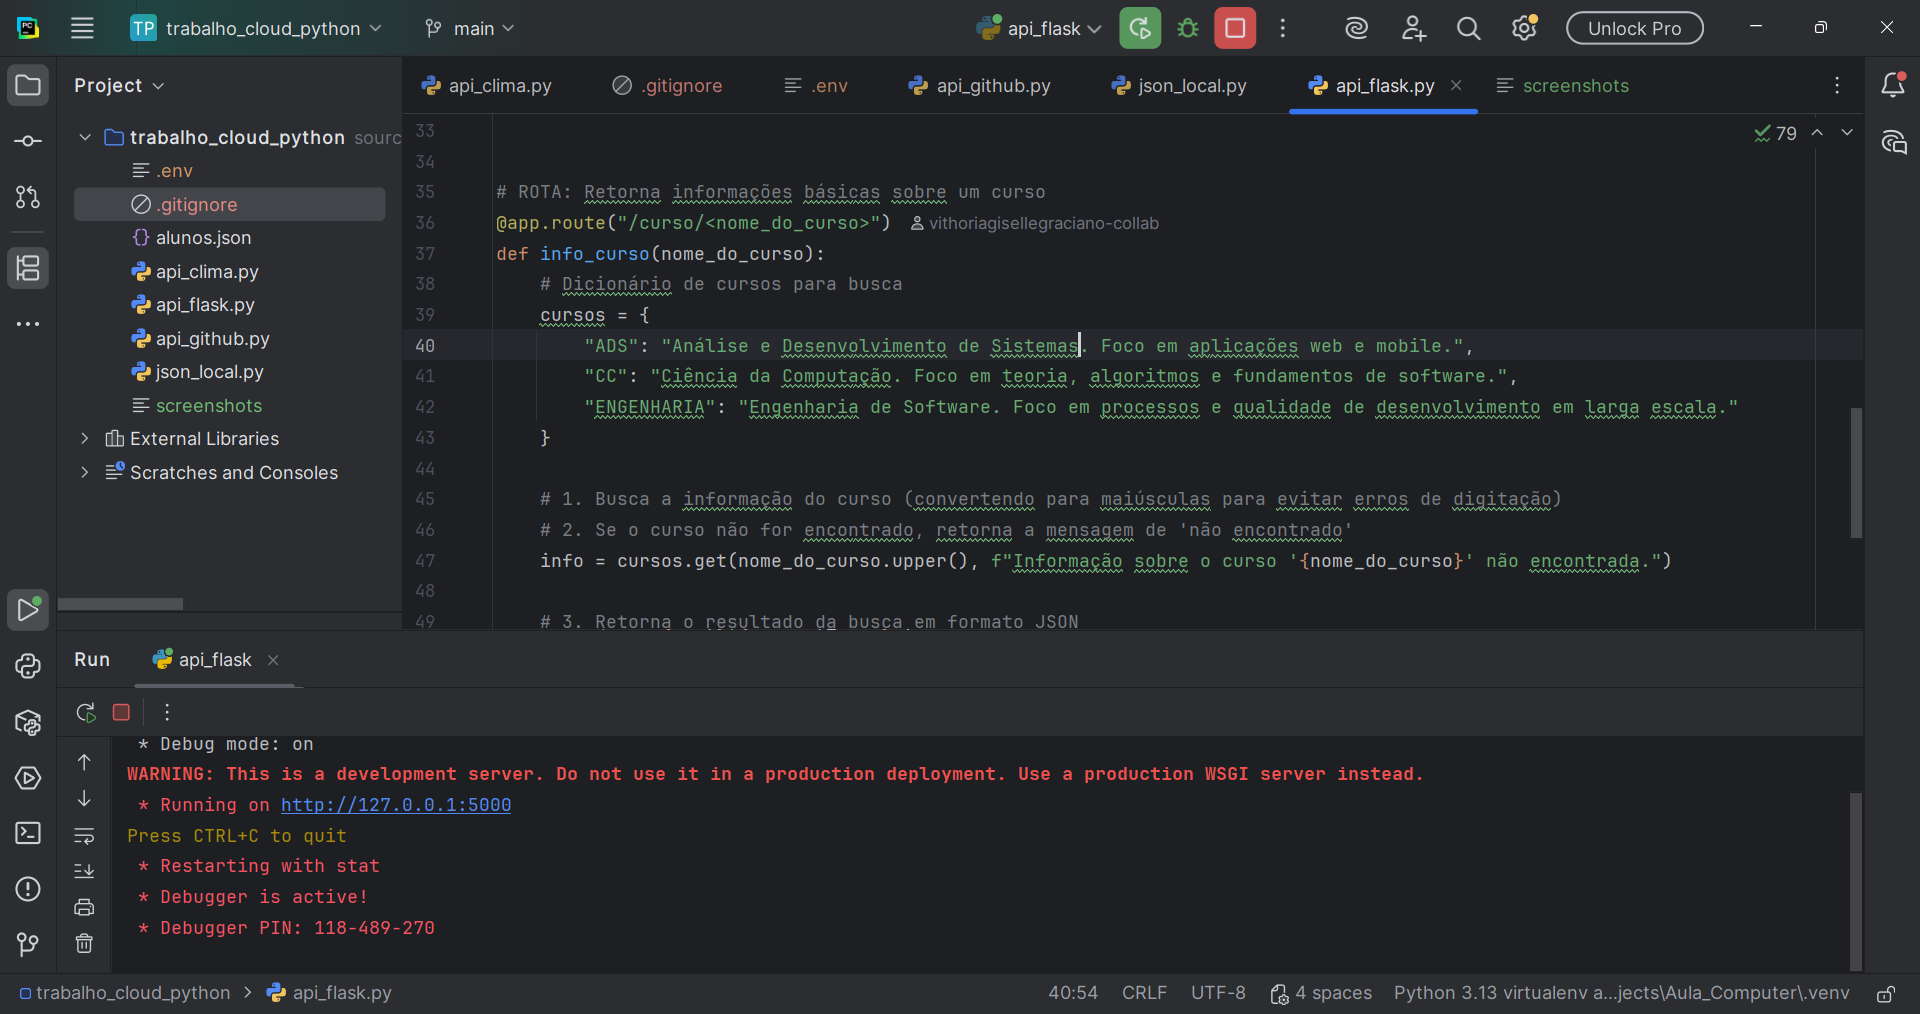 PC
TP trabalho_cloud_python
main
api_flask
Unlock Pro
Project
api_clima.py
.gitignore
.env
api_github.py
json_local.py
api_flask.py
screenshots
trabalho_cloud_python sourc
.env
.gitignore
alunos.json
api_clima.py
api_flask.py
api_github.py
json_local.py
screenshots
External Libraries
Scratches and Consoles
79
33
34
35 # ROTA: Retorna informações básicas sobre um curso
36 @app.route("/curso/<nome_do_curso>") vithoriagisellegraciano-collab
37 def info_curso(nome_do_curso):
38 # Dicionário de cursos para busca
39 cursos = {
40 "ADS": "Análise e Desenvolvimento de Sistemas. Foco em aplicações web e mobile.",
41 "CC": "Ciência da Computação. Foco em teoria, algoritmos e fundamentos de software.",
42 "ENGENHARIA": "Engenharia de Software. Foco em processos e qualidade de desenvolvimento em larga escala."
43 }
44
45 # 1. Busca a informação do curso (convertendo para maiúsculas para evitar erros de digitação)
46 # 2. Se o curso não for encontrado, retorna a mensagem de 'não encontrado'
47 info = cursos.get(nome_do_curso.upper(), f"Informação sobre o curso '{nome_do_curso}' não encontrada.")
48
49 # 3. Retorna o resultado da busca em formato JSON
Run
api_flask
* Debug mode: on
WARNING: This is a development server. Do not use it in a production deployment. Use a production WSGI server instead.
* Running on http://127.0.0.1:5000
Press CTRL+C to quit
* Restarting with stat
* Debugger is active!
* Debugger PIN: 118-489-270
trabalho_cloud_python > api_flask.py
40:54
CRLF
UTF-8
4 spaces
Python 3.13 virtualenv a...jects\Aula_Computer\.venv